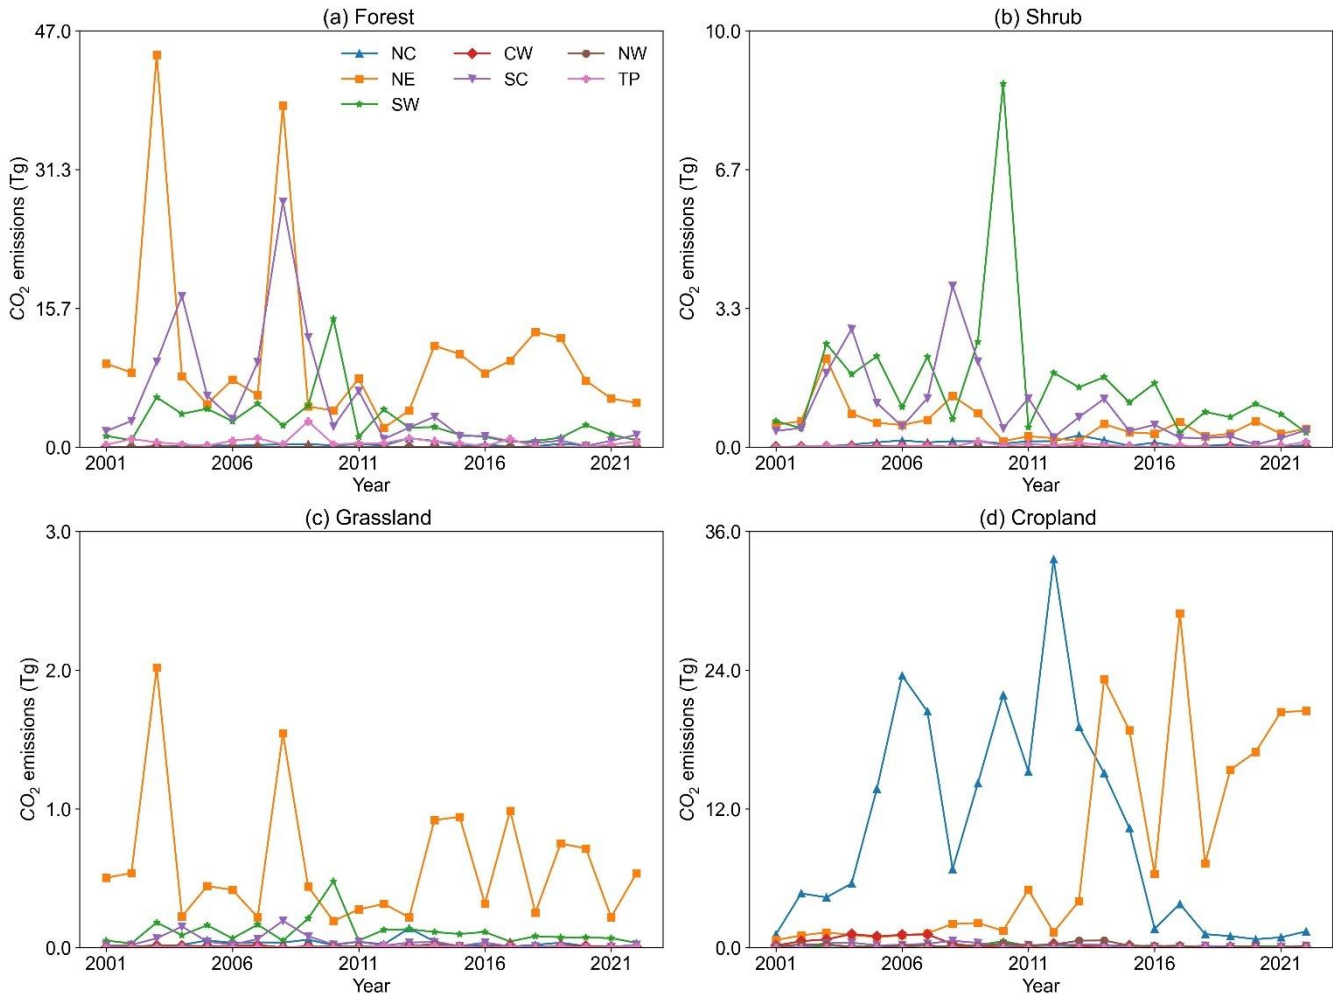 (a) Forest
47.0
31.3
15.7
0.0
CO2 emissions (Tg)
NC
NE
SW
CW
SC
NW
TP
2001
2006
2011
2016
2021
Year
(b) Shrub
10.0
6.7
3.3
0.0
CO2 emissions (Tg)
2001
2006
2011
2016
2021
Year
(c) Grassland
3.0
2.0
1.0
0.0
CO2 emissions (Tg)
2001
2006
2011
2016
2021
Year
(d) Cropland
36.0
24.0
12.0
0.0
CO2 emissions (Tg)
2001
2006
2011
2016
2021
Year